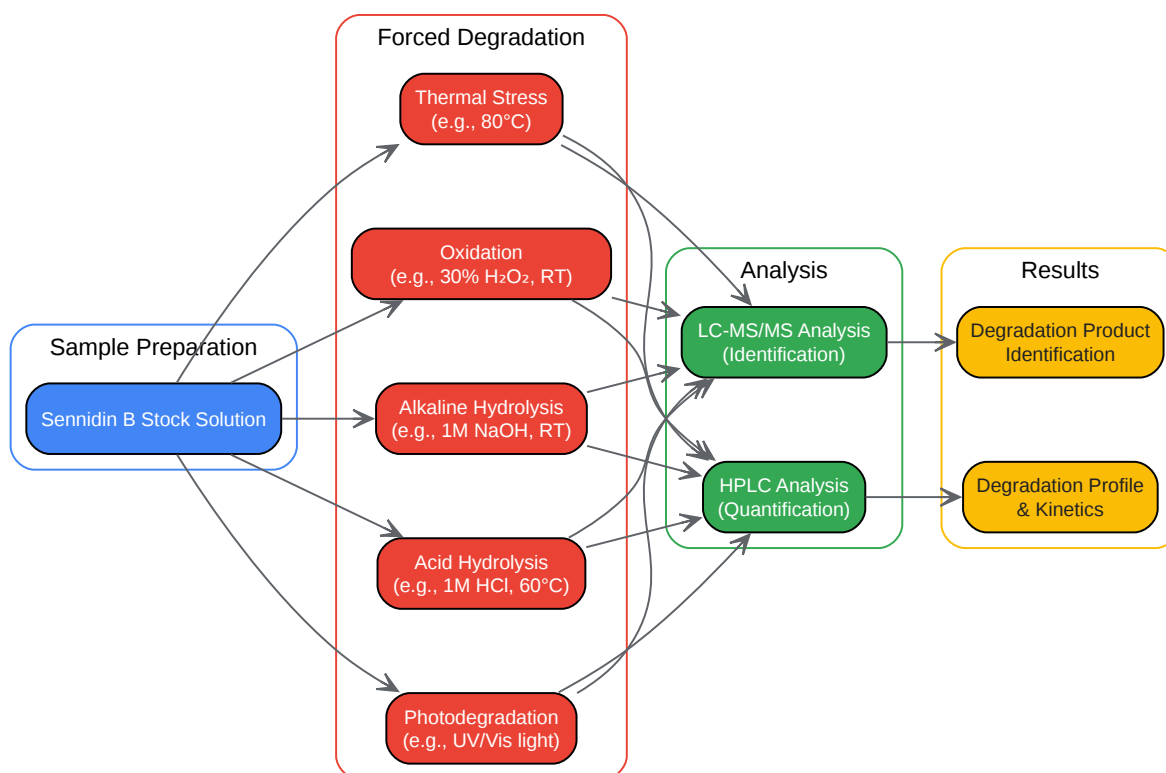 Sample Preparation
Sennidin B Stock Solution
Forced Degradation
Thermal Stress
(e.g., 80°C)
Oxidation
(e.g., 30% H₂O₂, RT)
Alkaline Hydrolysis
(e.g., 1M NaOH, RT)
Acid Hydrolysis
(e.g., 1M HCl, 60°C)
Photodegradation
(e.g., UV/Vis light)
Analysis
LC-MS/MS Analysis
(Identification)
HPLC Analysis
(Quantification)
Results
Degradation Product
Identification
Degradation Profile
& Kinetics